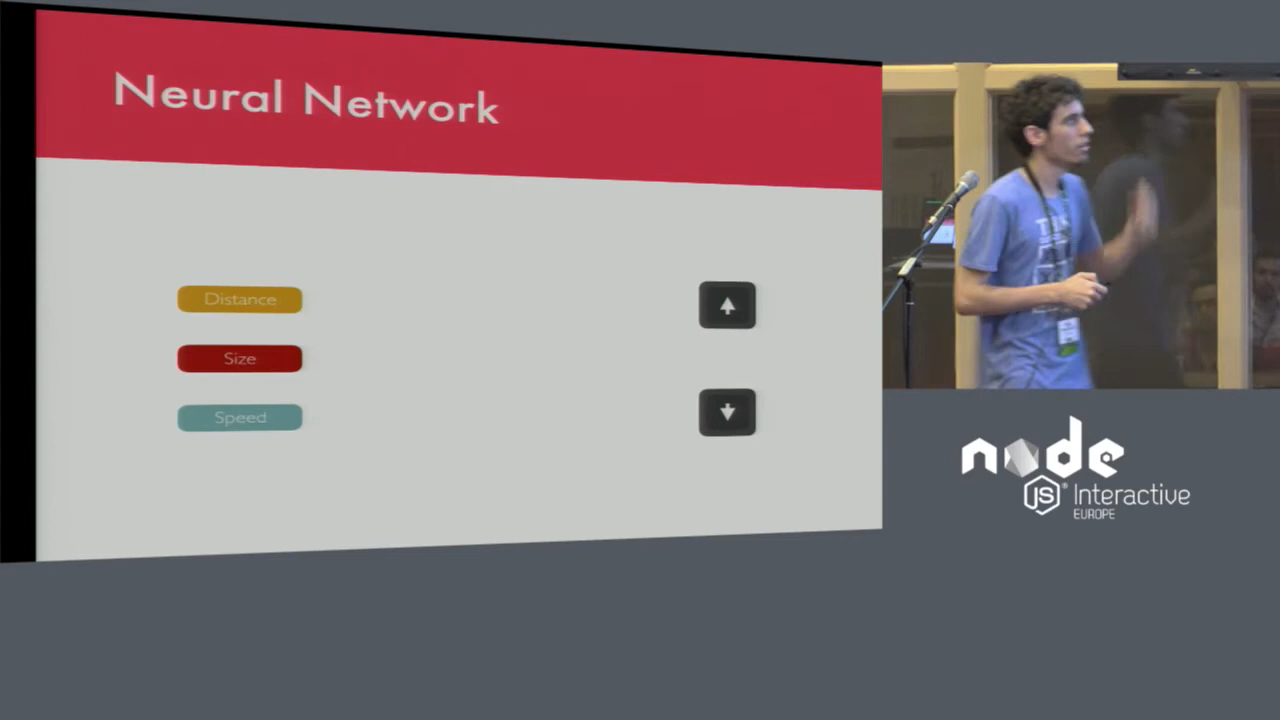 Neural Network
Distance
Size
Speed
node
JS® Interactive
EUROPE